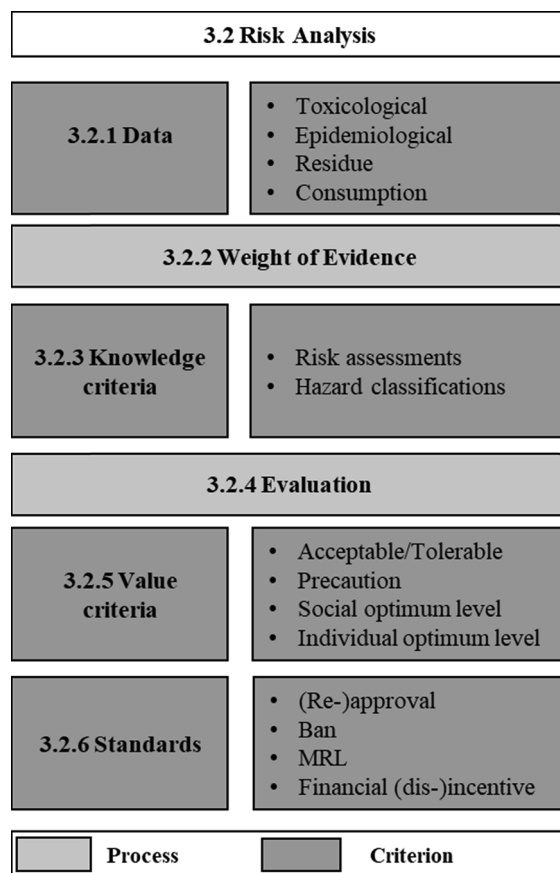 3.2 Risk Analysis
3.2.1 Data
• Toxicological
• Epidemiological
• Residue
• Consumption
3.2.2 Weight of Evidence
3.2.3 Knowledge
criteria
• Risk assessments
• Hazard classifications
3.2.4 Evaluation
3.2.5 Value
criteria
• Acceptable/Tolerable
• Precaution
• Social optimum level
• Individual optimum level
3.2.6 Standards
• (Re-)approval
• Ban
• MRL
• Financial (dis-)incentive
Process
Criterion